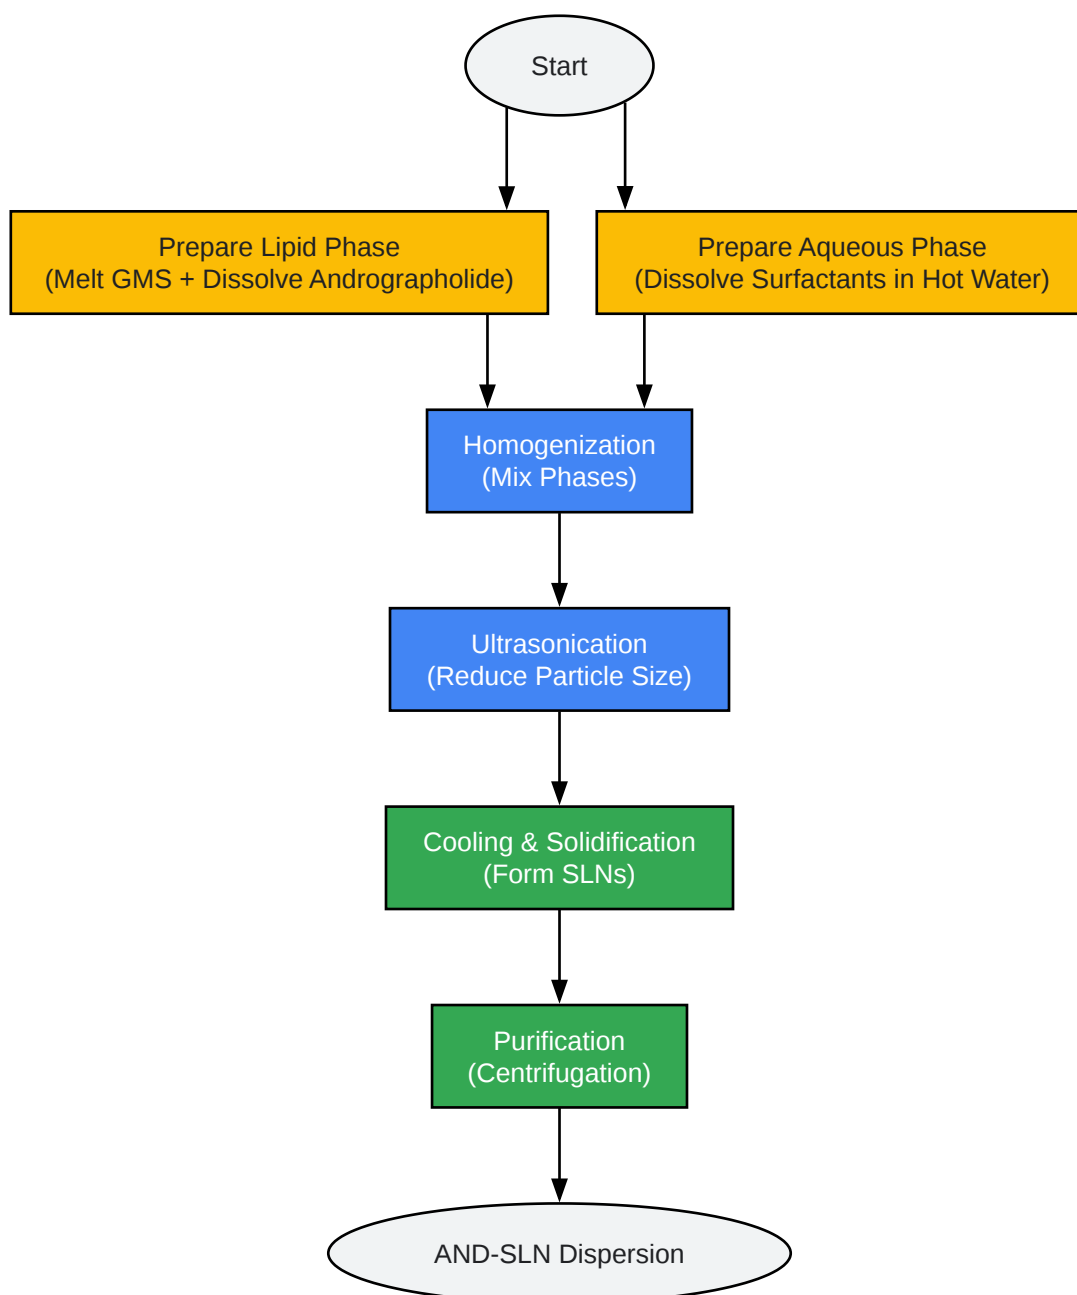 Start
Prepare Lipid Phase
(Melt GMS + Dissolve Andrographolide)
Prepare Aqueous Phase
(Dissolve Surfactants in Hot Water)
Homogenization
(Mix Phases)
Ultrasonication
(Reduce Particle Size)
Cooling & Solidification
(Form SLNs)
Purification
(Centrifugation)
AND-SLN Dispersion